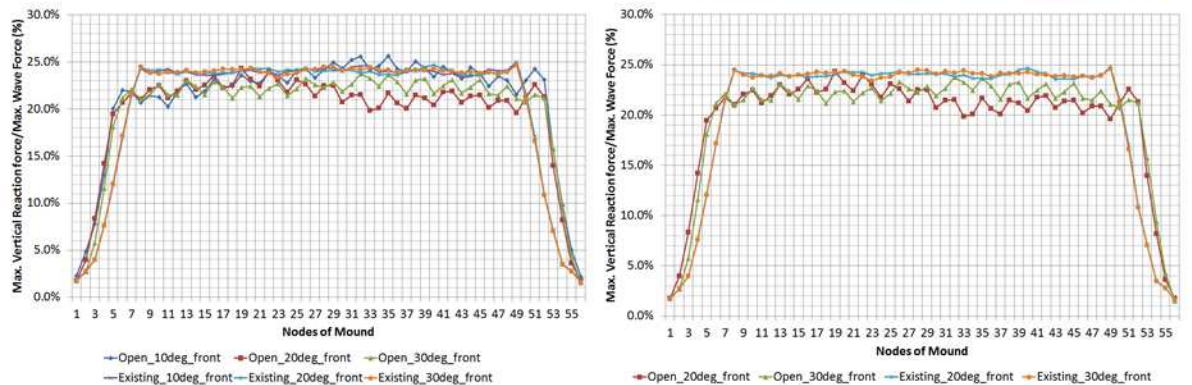 Max. Vertical Reaction force/Max. Wave Force (%)
30.0%
25.0%
20.0%
15.0%
10.0%
5.0%
0.0%
1 3 5 7 9 11 13 15 17 19 21 23 25 27 29 31 33 35 37 39 41 43 45 47 49 51 53 55
Nodes of Mound
Open_10deg_front Open_20deg_front Open_30deg_front
Existing_10deg_front Existing_20deg_front Existing_30deg_front
Max. Vertical Reaction force/Max. Wave Force (%)
30.0%
25.0%
20.0%
15.0%
10.0%
5.0%
0.0%
1 3 5 7 9 11 13 15 17 19 21 23 25 27 29 31 33 35 37 39 41 43 45 47 49 51 53 55
Nodes of Mound
Open_20deg_front Open_30deg_front Existing_20deg_front Existing_30deg_front